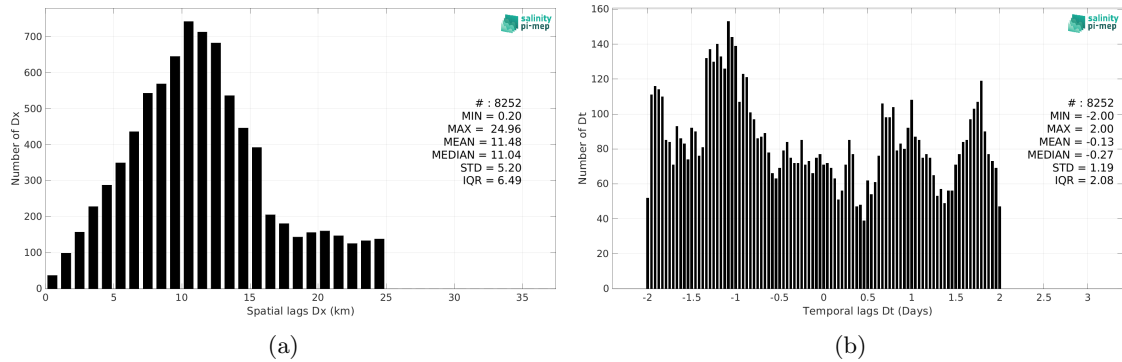 salinity
pi-mep
700
600
500
400
300
200
100
0
Number of Dx
# : 8252
MIN = 0.20
MAX = 24.96
MEAN = 11.48
MEDIAN = 11.04
STD = 5.20
IQR = 6.49
0 5 10 15 20 25 30 35
Spatial lags Dx (km)
(a)
salinity
pi-mep
160
140
120
100
80
60
40
20
0
Number of Dt
# : 8252
MIN = -2.00
MAX = 2.00
MEAN = -0.13
MEDIAN = -0.27
STD = 1.19
IQR = 2.08
-2 -1.5 -1 -0.5 0 0.5 1 1.5 2 2.5 3
Temporal lags Dt (Days)
(b)